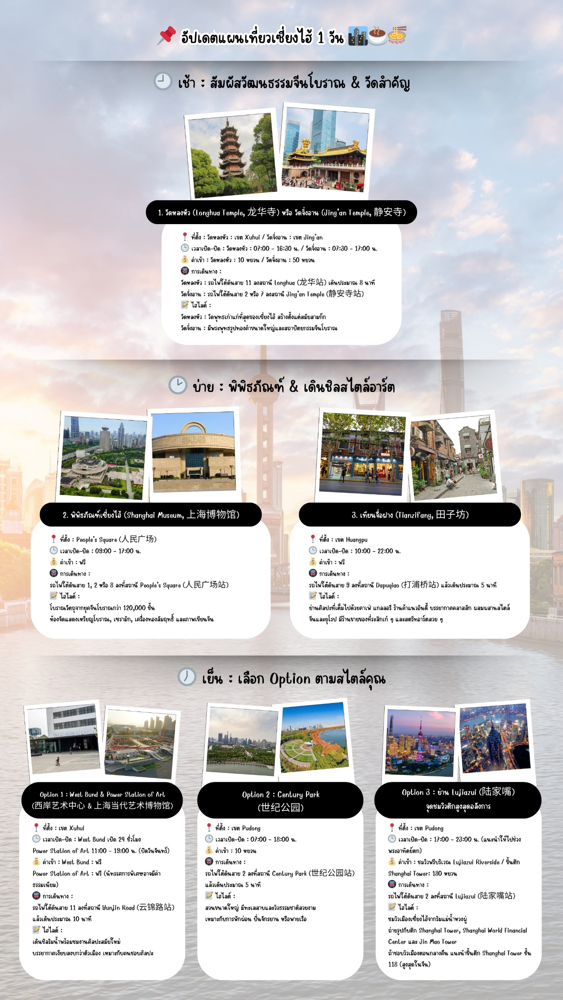 อัปเดตแผนเที่ยวเซี่ยงไฮ้ 1 วัน
เช้า : สัมผัสวัฒนธรรมจีนโบราณ & วัดสำคัญ
1. วัดหลงหัว (Longhua Temple, 龙华寺) หรือ วัดจิ่งอาน (Jing'an Temple, 静安寺)
ที่ตั้ง : วัดหลงหัว : เขต Xuhui / วัดจิ่งอาน : เขต Jing'an
เวลาเปิด-ปิด : วัดหลงหัว : 07:00 - 16:30 น. / วัดจิ่งอาน : 07:30 - 17:00 น.
ค่าเข้า : วัดหลงหัว : 10 หยวน / วัดจิ่งอาน : 50 หยวน
การเดินทาง :
วัดหลงหัว : รถไฟใต้ดินสาย 11 ลงสถานี Longhua (龙华站) เดินประมาณ 8 นาที
วัดจิ่งอาน : รถไฟใต้ดินสาย 2 หรือ 7 ลงสถานี Jing'an Temple (静安寺站)
ไฮไลต์ :
วัดหลงหัว : วัดพุทธเก่าแก่ที่สุดของเซี่ยงไฮ้ สร้างตั้งแต่สมัยสามก๊ก
วัดจิ่งอาน : มีพระพุทธรูปทองคำขนาดใหญ่และสถาปัตยกรรมจีนโบราณ
บ่าย : พิพิธภัณฑ์ & เดินชิลสไตล์อาร์ต
2. พิพิธภัณฑ์เซี่ยงไฮ้ (Shanghai Museum, 上海博物馆)
ที่ตั้ง : People's Square (人民广场)
เวลาเปิด-ปิด : 09:00 - 17:00 น.
ค่าเข้า : ฟรี
การเดินทาง :
รถไฟใต้ดินสาย 1, 2 หรือ 8 ลงที่สถานี People's Square (人民广场站)
ไฮไลต์ :
โบราณวัตถุจากยุคจีนโบราณกว่า 120,000 ชิ้น
ห้องจัดแสดงเหรียญโบราณ, เซรามิก, เครื่องทองสัมฤทธิ์ และภาพเขียนจีน
3. เทียนจื่อฝาง (Tianzifang, 田子坊)
ที่ตั้ง : เขต Huangpu
เวลาเปิด-ปิด : 10:00 - 22:00 น.
ค่าเข้า : ฟรี
การเดินทาง :
รถไฟใต้ดินสาย 9 ลงที่สถานี Dapuqiao (打浦桥站) แล้วเดินประมาณ 5 นาที
ไฮไลต์ :
ย่านศิลปะที่เต็มไปด้วยคาเฟ่ แกลลอรี ร้านค้าแนวอินดี้ บรรยากาศคลาสสิก ผสมผสานสไตล์
จีนและยุโรป มีร้านขายของที่ระลึกเก๋ ๆ และสตรีทอาร์ตสวย ๆ
เย็น : เลือก Option ตามสไตล์คุณ
Option 1 : West Bund & Power Station of Art
(西岸艺术中心 & 上海当代艺术博物馆)
ที่ตั้ง : เขต Xuhui
เวลาเปิด-ปิด : West Bund เปิด 24 ชั่วโมง
Power Station of Art 11:00 - 19:00 น. (ปิดวันจันทร์)
ค่าเข้า : West Bund : ฟรี
Power Station of Art : ฟรี (นิทรรศการพิเศษอาจมีค่า
ธรรมเนียม)
การเดินทาง :
รถไฟใต้ดินสาย 11 ลงที่สถานี Yunjin Road (云锦路站)
แล้วเดินประมาณ 10 นาที
ไฮไลต์ :
เดินชิลริมน้ำพร้อมชมงานศิลปะสมัยใหม่
บรรยากาศเงียบสงบกว่าตัวเมือง เหมาะกับคนชอบศิลปะ
Option 2 : Century Park
(世纪公园)
ที่ตั้ง : เขต Pudong
เวลาเปิด-ปิด : 07:00 - 18:00 น.
ค่าเข้า : 10 หยวน
การเดินทาง :
รถไฟใต้ดินสาย 2 ลงที่สถานี Century Park (世纪公园站)
แล้วเดินประมาณ 5 นาที
ไฮไลต์ :
สวนขนาดใหญ่ มีทะเลสาบและวิวธรรมชาติสวยงาม
เหมาะกับการพักผ่อน ปั่นจักรยาน หรือพายเรือ
Option 3 : ย่าน Lujiazui (陆家嘴)
จุดชมวิวตึกสูงสุดอลังการ
ที่ตั้ง : เขต Pudong
เวลาเปิด-ปิด : 17:00 - 23:00 น. (แนะนำให้ไปช่วง
พระอาทิตย์ตก)
ค่าเข้า : ชมวิวฟรีบริเวณ Lujiazui Riverside / ขึ้นตึก
Shanghai Tower: 180 หยวน
การเดินทาง :
รถไฟใต้ดินสาย 2 ลงที่สถานี Lujiazui (陆家嘴站)
ไฮไลต์ :
ชมวิวเมืองเซี่ยงไฮ้จากริมแม่น้ำหวงผู่
ถ่ายรูปกับตึก Shanghai Tower, Shanghai World Financial
Center และ Jin Mao Tower
ถ้าชอบวิวเมืองตอนกลางคืน แนะนำขึ้นตึก Shanghai Tower ชั้น
118 (สูงสุดในจีน)